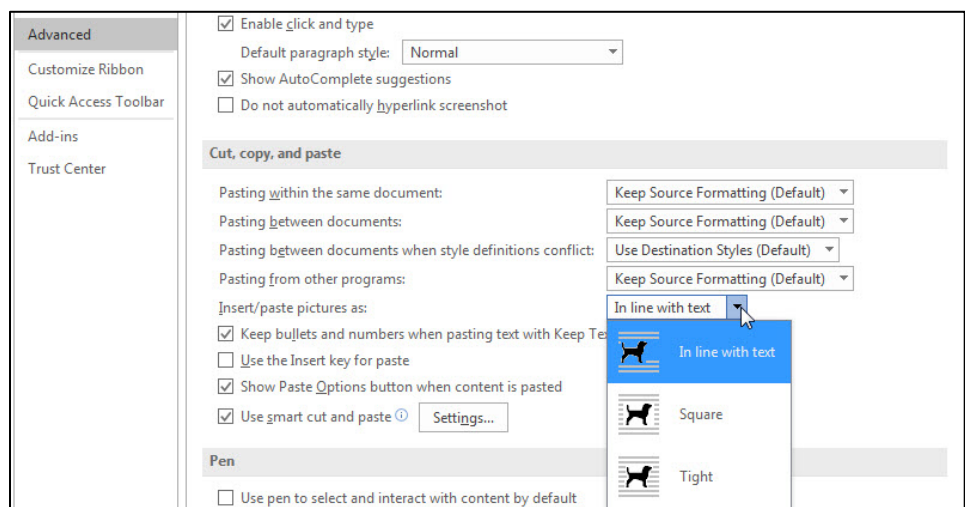 Advanced
Customize Ribbon
Quick Access Toolbar
Add-ins
Trust Center
Enable click and type
Default paragraph style: Normal
Show AutoComplete suggestions
Do not automatically hyperlink screenshot
Cut, copy, and paste
Pasting within the same document: Keep Source Formatting (Default)
Pasting between documents: Keep Source Formatting (Default)
Pasting between documents when style definitions conflict: Use Destination Styles (Default)
Pasting from other programs: Keep Source Formatting (Default)
Insert/paste pictures as: In line with text
Keep bullets and numbers when pasting text with Keep Te
Use the Insert key for paste
Show Paste Options button when content is pasted
Use smart cut and paste Settings...
In line with text
Square
Tight
Pen
Use pen to select and interact with content by default